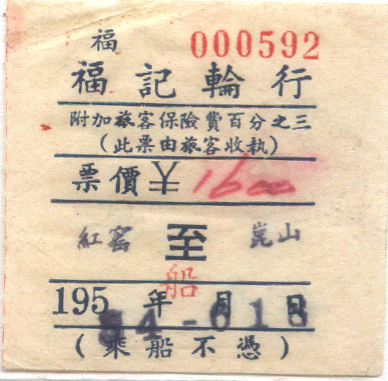 福 000592
福記輪行
附加旅客保險費百分之三
(此票由旅客收執)
票價 1600
紅窰 至 崑山
船
195 年 月 日
54-618
(乘船不憑)